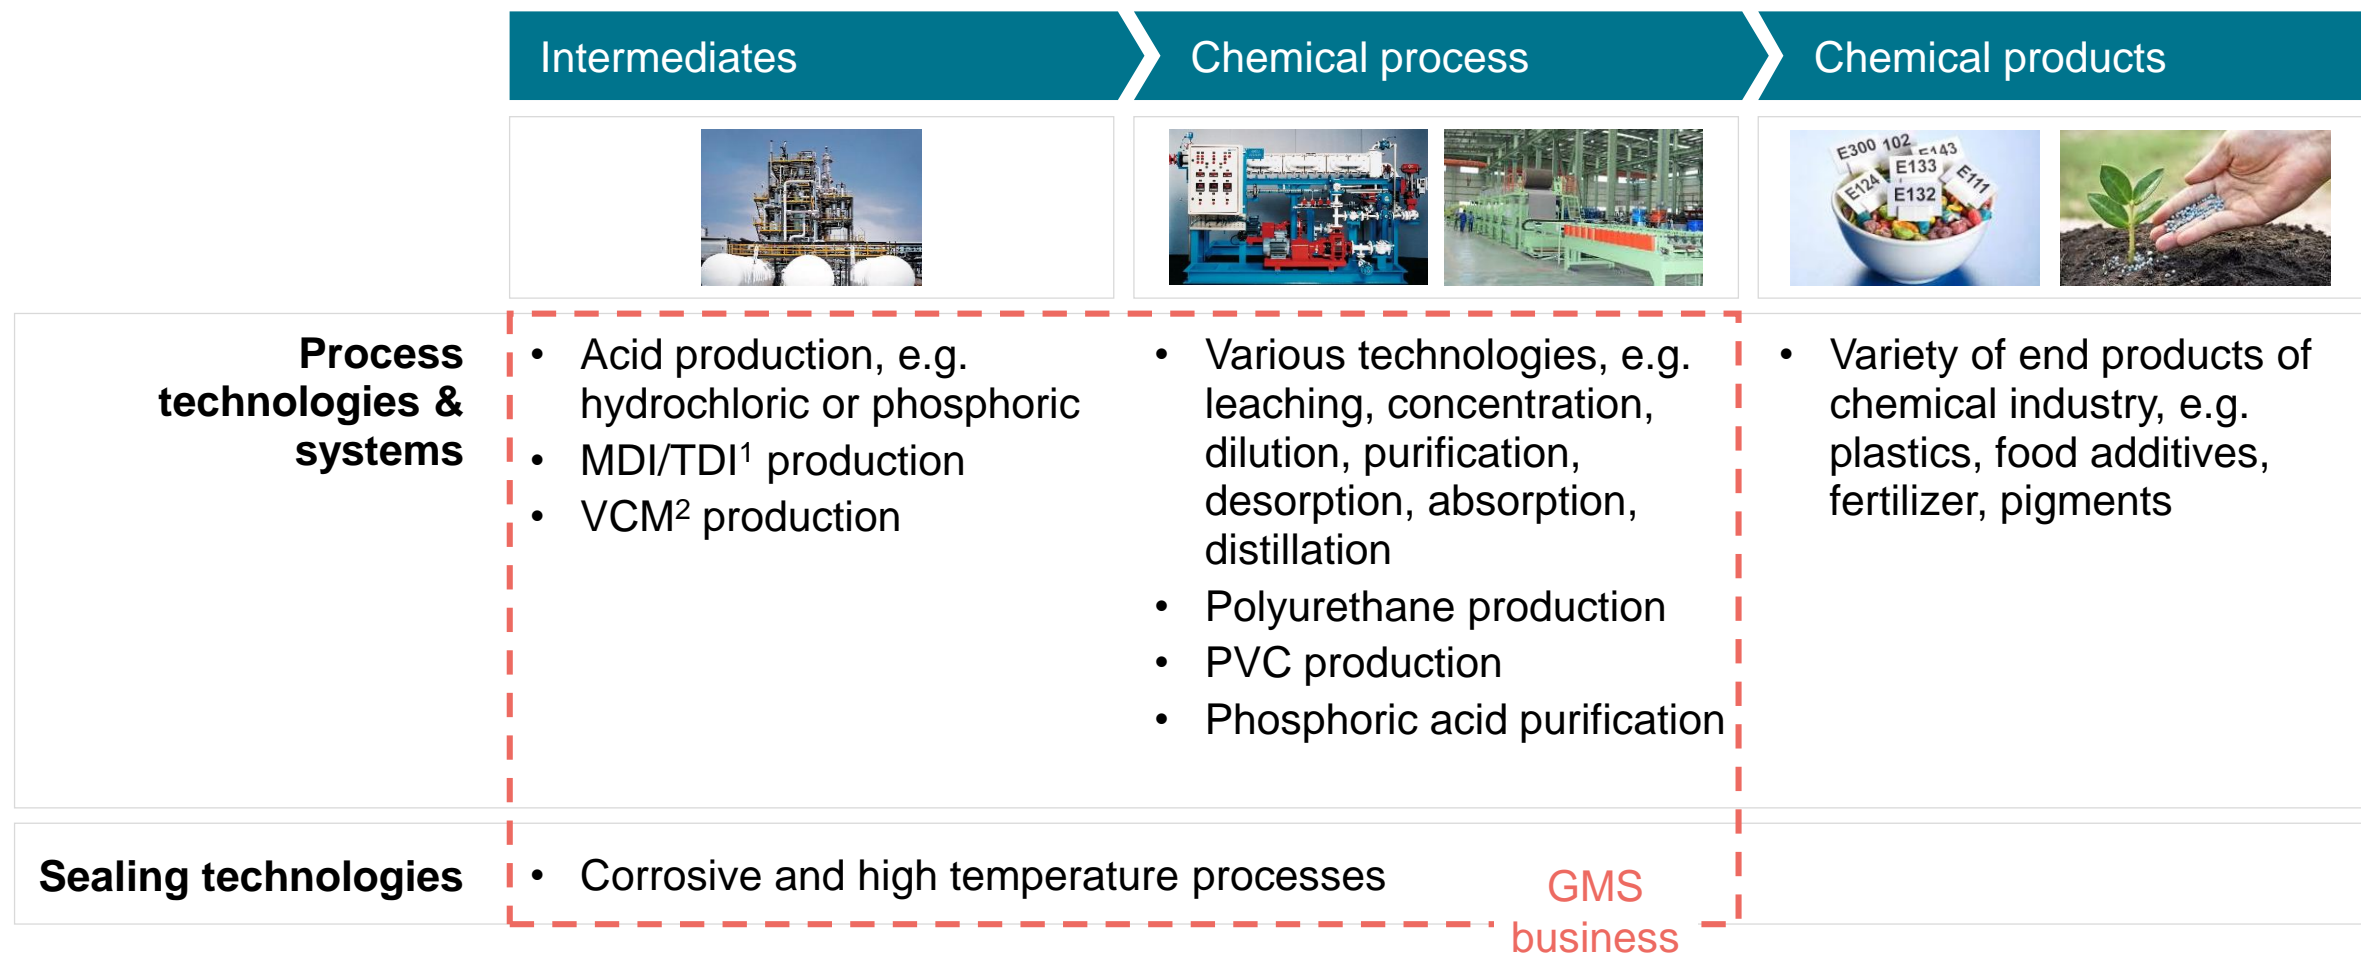 Intermediates
Chemical process
Chemical products
E300 102 E143
E133
E124
E111
E132
Process
technologies &
systems
• Acid production, e.g.
hydrochloric or phosphoric
• MDI/TDI¹ production
• VCM² production
• Various technologies, e.g.
leaching, concentration,
dilution, purification,
desorption, absorption,
distillation
• Polyurethane production
• PVC production
• Phosphoric acid purification
• Variety of end products of
chemical industry, e.g.
plastics, food additives,
fertilizer, pigments
Sealing technologies
• Corrosive and high temperature processes
GMS
business